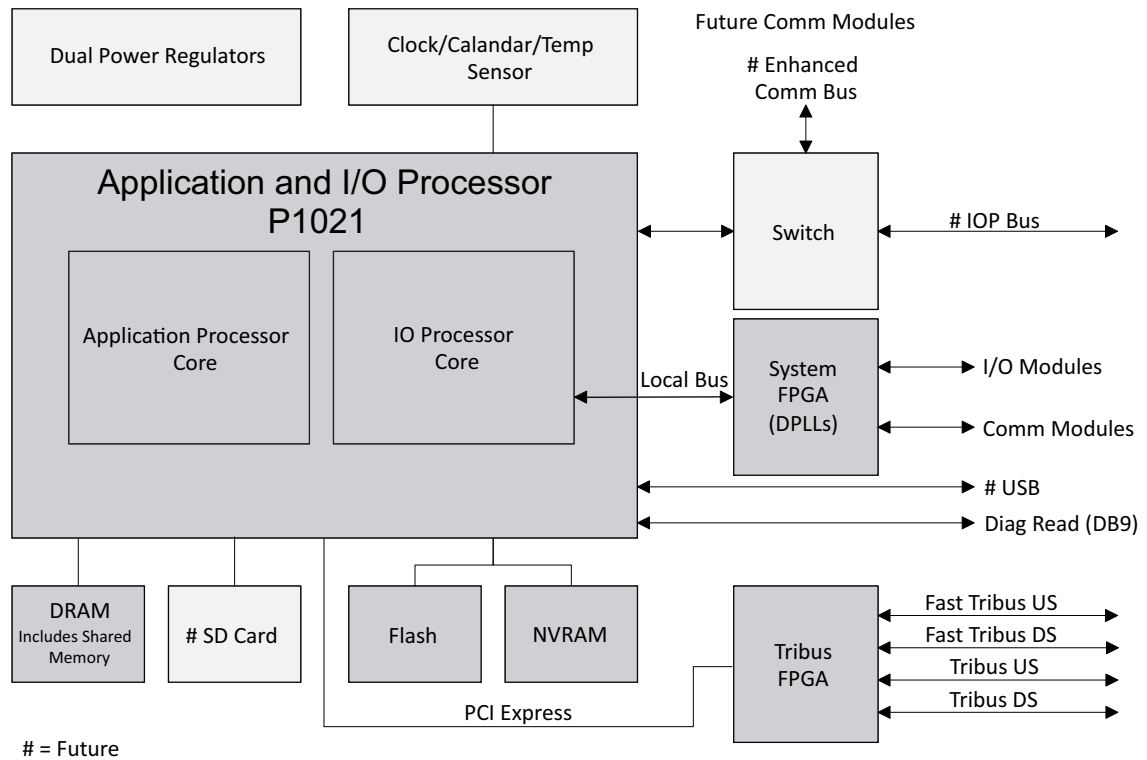 Dual Power Regulators
Clock/Calandar/Temp
Sensor
Future Comm Modules
# Enhanced
Comm Bus
Application and I/O Processor
P1021
Switch
# IOP Bus
Application Processor
Core
IO Processor
Core
Local Bus
System
FPGA
(DPLLs)
I/O Modules
Comm Modules
# USB
Diag Read (DB9)
DRAM
Includes Shared
Memory
# SD Card
Flash
NVRAM
Tribus
FPGA
Fast Tribus US
Fast Tribus DS
Tribus US
Tribus DS
PCI Express
# = Future